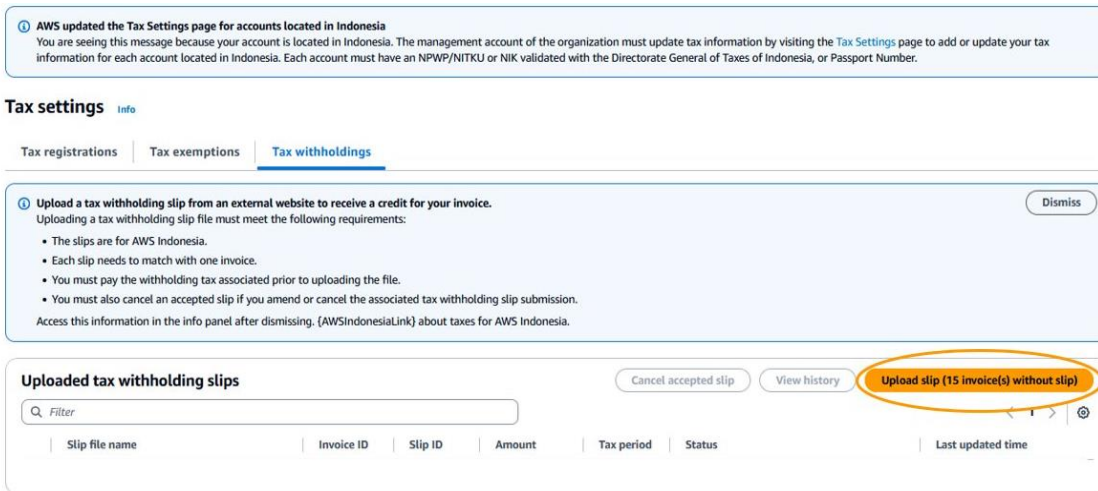 AWS updated the Tax Settings page for accounts located in Indonesia
You are seeing this message because your account is located in Indonesia. The management account of the organization must update tax information by visiting the Tax Settings page to add or update your tax
information for each account located in Indonesia. Each account must have an NPWP/NITKU or NIK validated with the Directorate General of Taxes of Indonesia, or Passport Number.
Tax settings Info
Tax registrations Tax exemptions Tax withholdings
Upload a tax withholding slip from an external website to receive a credit for your invoice. Dismiss
Uploading a tax withholding slip file must meet the following requirements:
• The slips are for AWS Indonesia.
• Each slip needs to match with one invoice.
• You must pay the withholding tax associated prior to uploading the file.
• You must also cancel an accepted slip if you amend or cancel the associated tax withholding slip submission.
Access this information in the info panel after dismissing. {AWSIndonesiaLink} about taxes for AWS Indonesia.
Uploaded tax withholding slips Cancel accepted slip View history Upload slip (15 invoice(s) without slip)
Filter < 1 >
Slip file name Invoice ID Slip ID Amount Tax period Status Last updated time